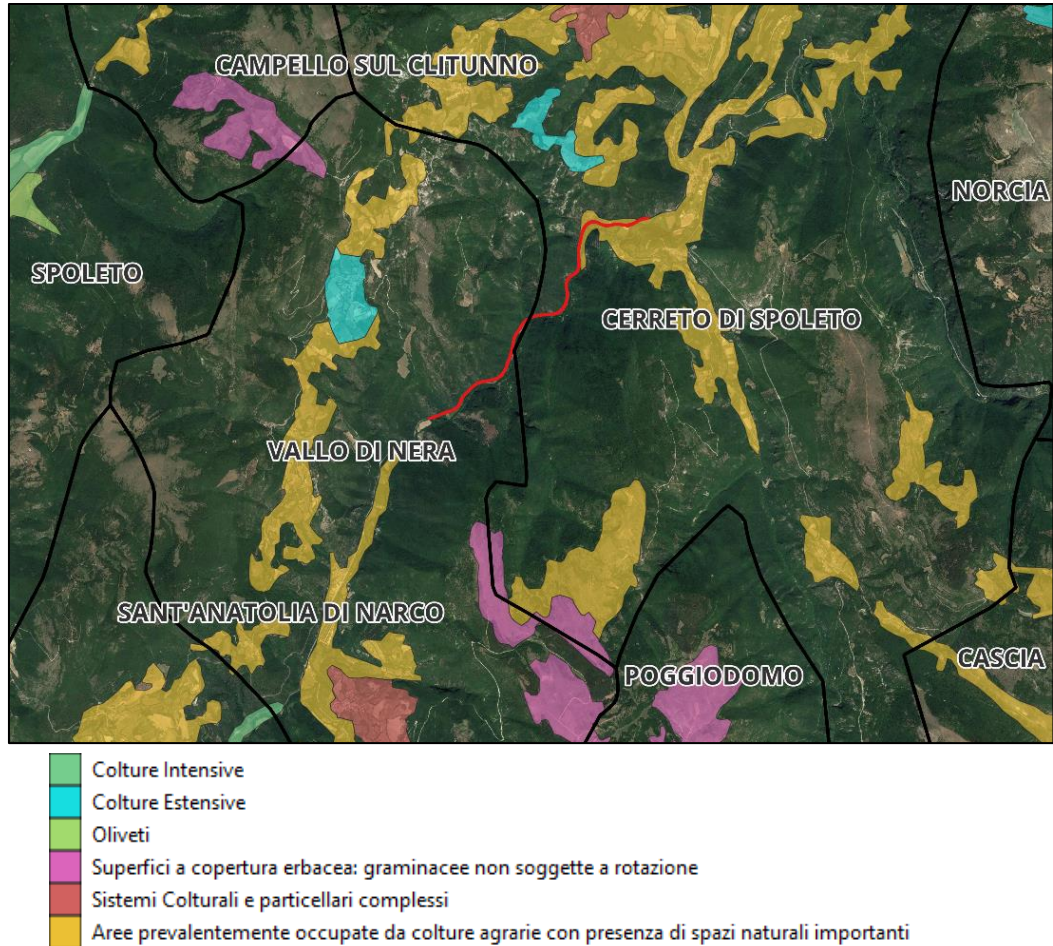 CAMPELLO SUL CLITUNNO
NORCIA
SPOLETO
CERRETO DI SPOLETO
VALLO DI NERA
SANT'ANATOLIA DI NARCO
CASCIA
POGGIODOMO
Colture Intensive
Colture Estensive
Oliveti
Superfici a copertura erbacea: graminacee non soggette a rotazione
Sistemi Colturali e particellari complessi
Aree prevalentemente occupate da colture agrarie con presenza di spazi naturali importanti